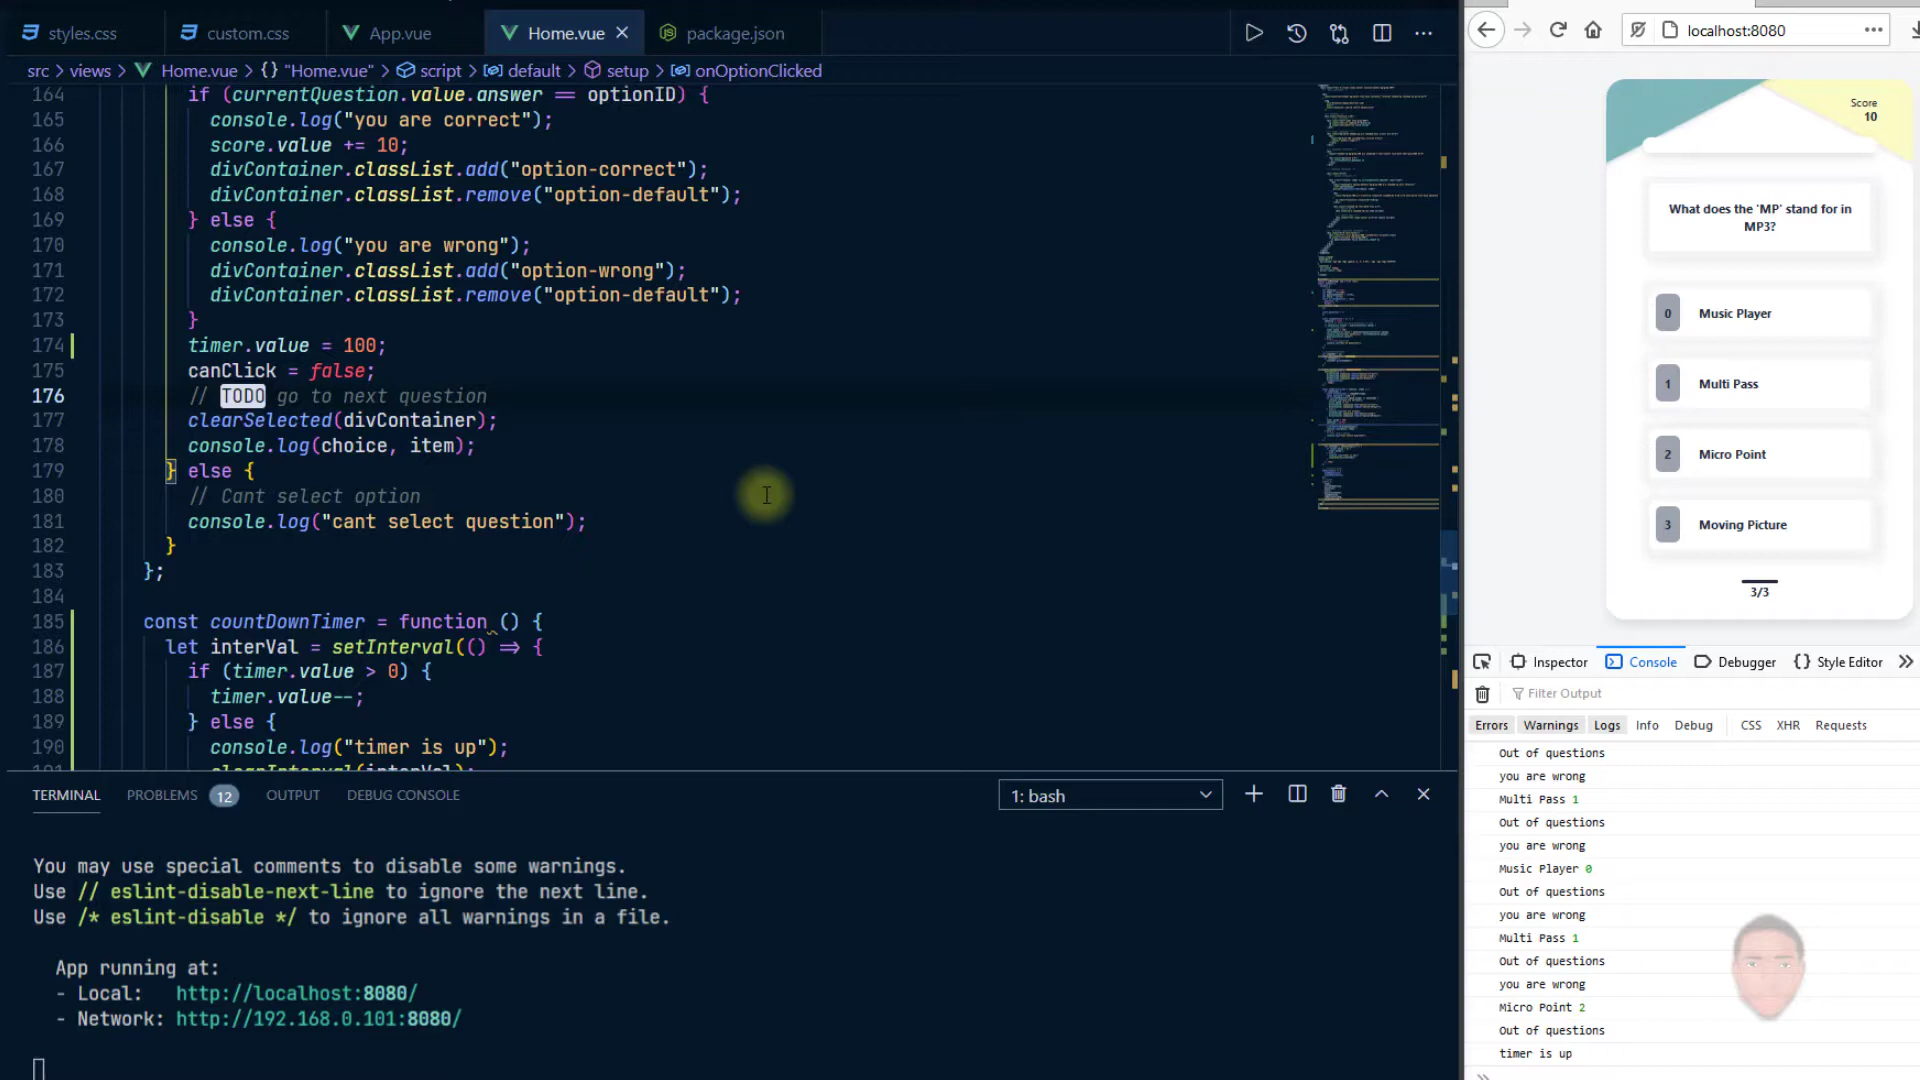 styles.css custom.css App.vue Home.vue package.json
src > views > Home.vue > {} "Home.vue" > script > default > setup > onOptionClicked
164 if (currentQuestion.value.answer == optionID) {
165 console.log("you are correct");
166 score.value += 10;
167 divContainer.classList.add("option-correct");
168 divContainer.classList.remove("option-default");
169 } else {
170 console.log("you are wrong");
171 divContainer.classList.add("option-wrong");
172 divContainer.classList.remove("option-default");
173 }
174 timer.value = 100;
175 canClick = false;
176 // TODO go to next question
177 clearSelected(divContainer);
178 console.log(choice, item);
179 } else {
180 // Cant select option
181 console.log("cant select question");
182 }
183 };
184
185 const countDownTimer = function () {
186 let interVal = setInterval(() => {
187 if (timer.value > 0) {
188 timer.value--;
189 } else {
190 console.log("timer is up");
191 clearInterval(interVal);
TERMINAL PROBLEMS 12 OUTPUT DEBUG CONSOLE 1: bash
You may use special comments to disable some warnings.
Use // eslint-disable-next-line to ignore the next line.
Use /* eslint-disable */ to ignore all warnings in a file.
App running at:
- Local: http://localhost:8080/
- Network: http://192.168.0.101:8080/
localhost:8080
Score
10
What does the 'MP' stand for in
MP3?
0 Music Player
1 Multi Pass
2 Micro Point
3 Moving Picture
3/3
Inspector Console Debugger {} Style Editor
Filter Output
Errors Warnings Logs Info Debug CSS XHR Requests
Out of questions
you are wrong
Multi Pass 1
Out of questions
you are wrong
Music Player 0
Out of questions
you are wrong
Multi Pass 1
Out of questions
you are wrong
Micro Point 2
Out of questions
timer is up